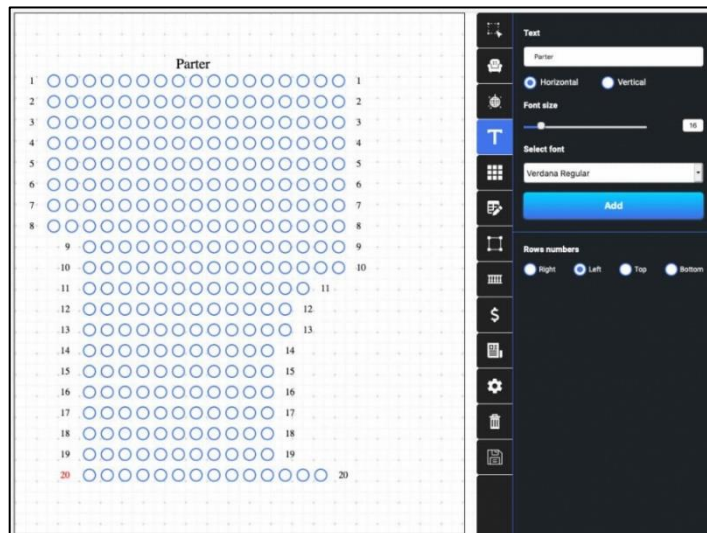 Parter
1 1
2 2
3 3
4 4
5 5
6 6
7 7
8 8
9 9
10 10
11 11
12 12
13 13
14 14
15 15
16 16
17 17
18 18
19 19
20 20
T
$
Text
Parter
Horizontal Vertical
Font size
16
Select font
Verdana Regular
Add
Rows numbers
Right Left Top Bottom